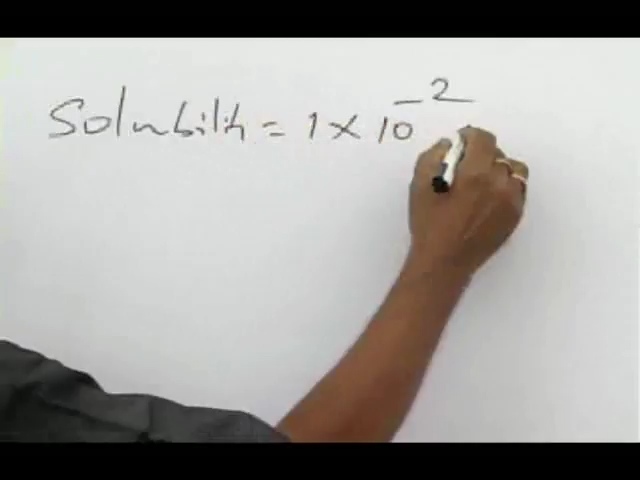 Solubility = 1 × 10⁻²